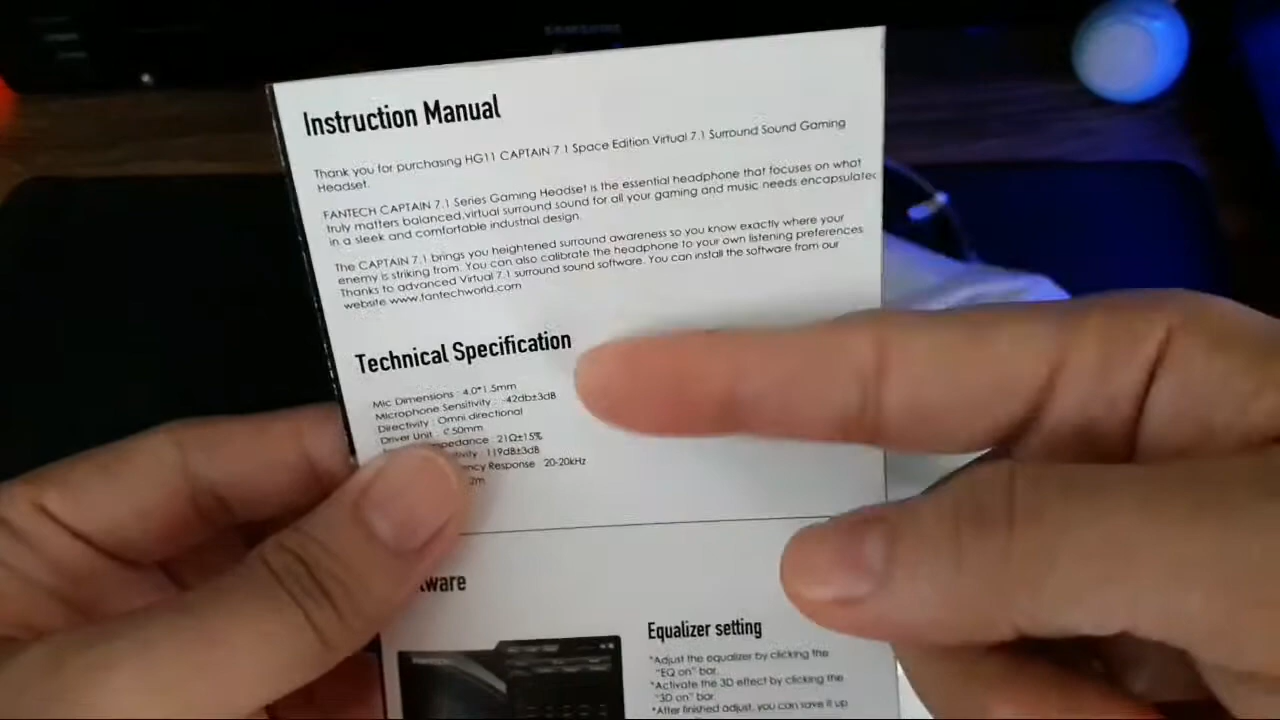 SAMSUNG
Instruction Manual
Thank you for purchasing HG11 CAPTAIN 7.1 Space Edition Virtual 7.1 Surround Sound Gaming
Headset.
FANTECH CAPTAIN 7.1 Series Gaming Headset is the essential headphone that focuses on what
truly matters balanced,virtual surround sound for all your gaming and music needs encapsulated
in a sleek and comfortable industrial design.
The CAPTAIN 7.1 brings you heightened surround awareness so you know exactly where your
enemy is striking from. You can also calibrate the headphone to your own listening preferences
Thanks to advanced Virtual 7.1 surround sound software. You can install the software from our
website www.fantechworld.com
Technical Specification
Mic Dimensions : 4.0*1.5mm
Microphone Sensitivity : -42db±3dB
Directivity : Omni directional
Driver Unit : 50mm
: 21Ω±15%
: 119dB±3dB
Response 20-20kHz
Equalizer setting
*Adjust the equalizer by clicking the
"EQ on" bar.
*Activate the 3D effect by clicking the
"3D on" bar.
*After finished adjust, you can save it up